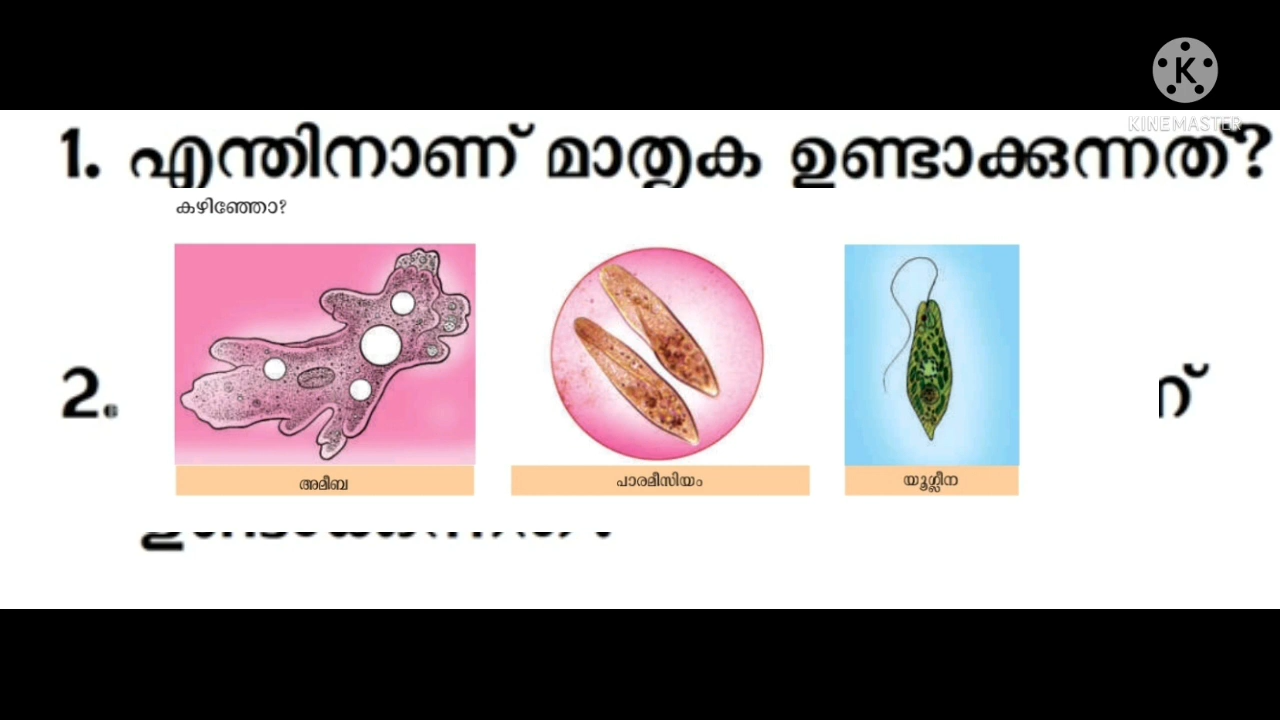 K
KINEMASTER
1. എന്തിനാണ് മാതൃക ഉണ്ടാക്കുന്നത്?
കഴിഞ്ഞോ?
2.
അമീബ
പാരമീസിയം
യൂഗ്ലീന